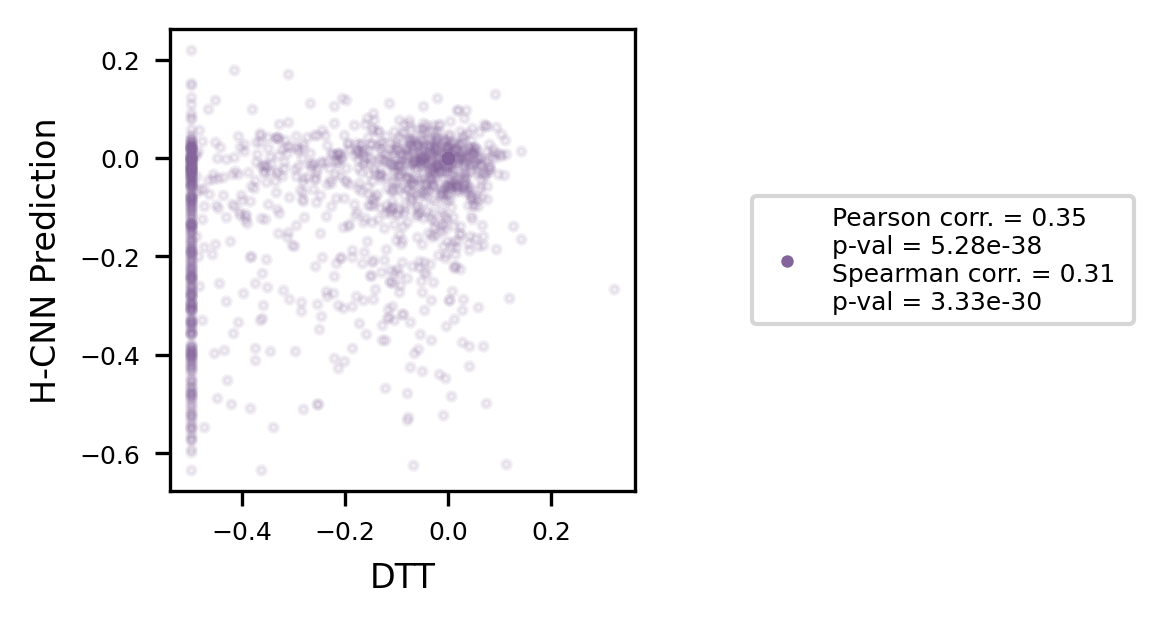 0.2
0.0
−0.2
−0.4
−0.6
H-CNN Prediction
−0.4
−0.2
0.0
0.2
DTT
Pearson corr. = 0.35
p-val = 5.28e-38
Spearman corr. = 0.31
p-val = 3.33e-30